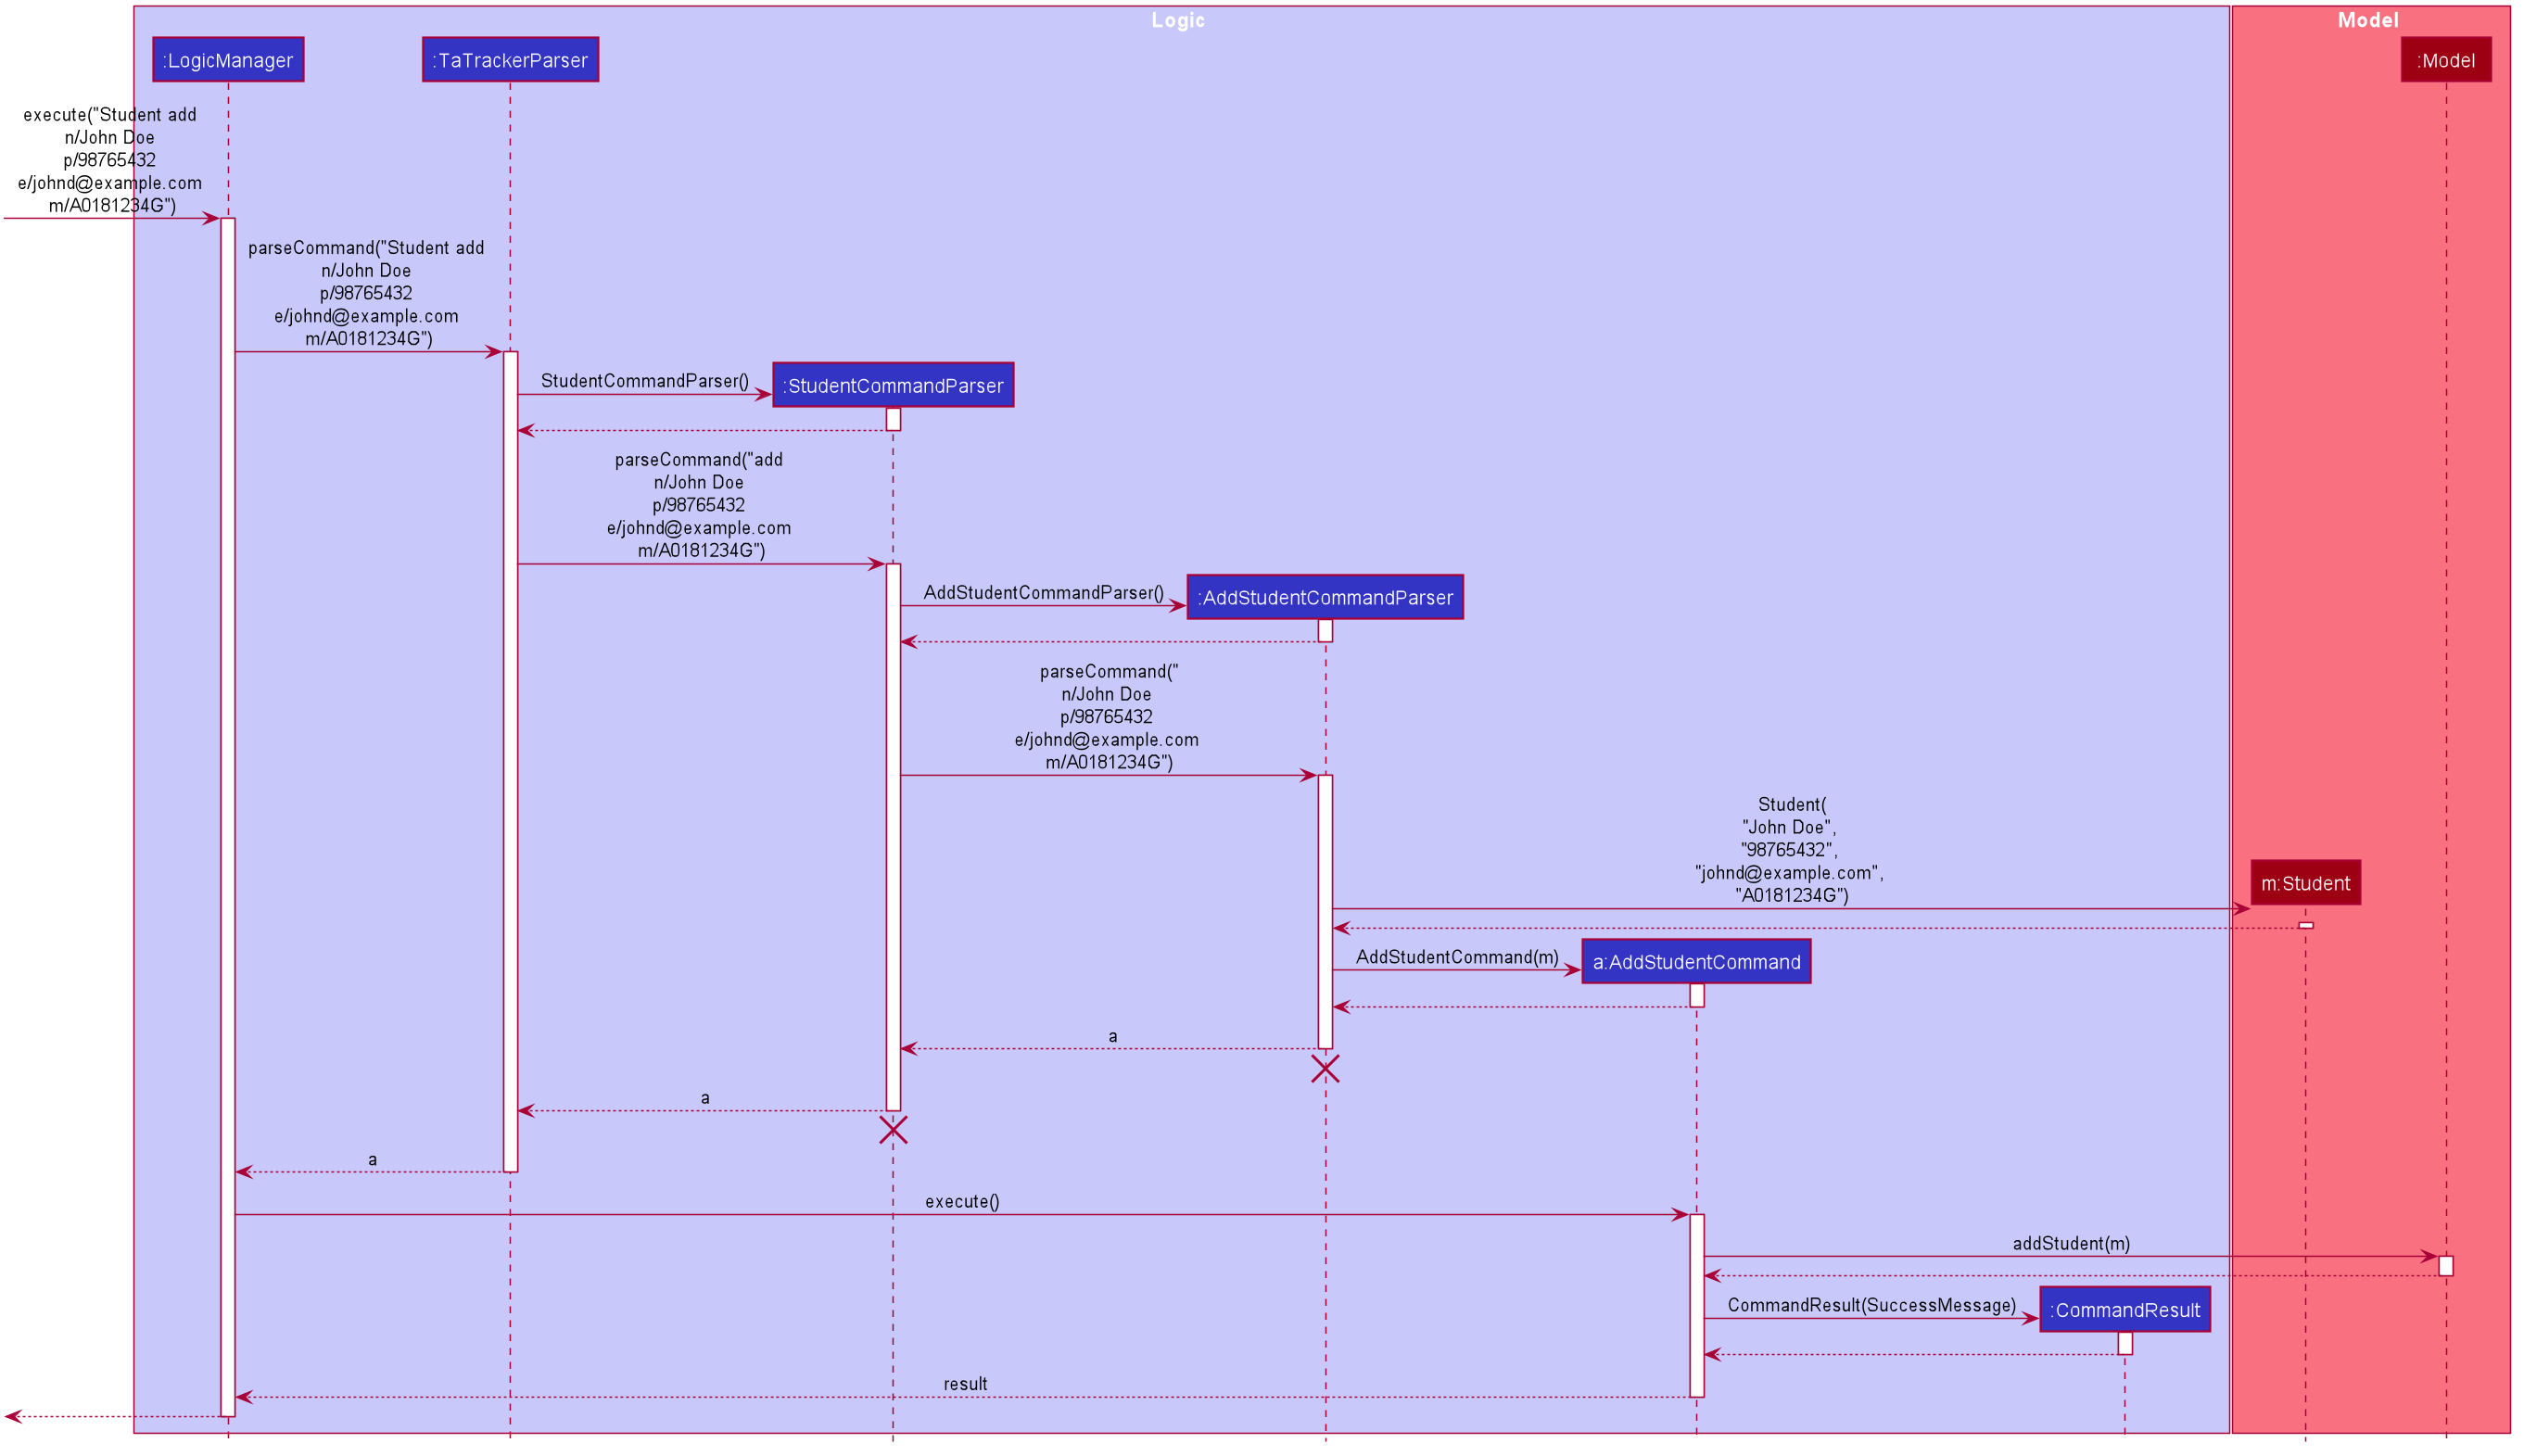 Logic
Model
:LogicManager
:TaTrackerParser
:Model
execute("Student add
n/John Doe
p/98765432
e/johnd@example.com
m/A0181234G")
parseCommand("Student add
n/John Doe
p/98765432
e/johnd@example.com
m/A0181234G")
StudentCommandParser()
:StudentCommandParser
parseCommand("add
n/John Doe
p/98765432
e/johnd@example.com
m/A0181234G")
AddStudentCommandParser()
:AddStudentCommandParser
parseCommand("
n/John Doe
p/98765432
e/johnd@example.com
m/A0181234G")
Student(
"John Doe",
"98765432",
"johnd@example.com",
"A0181234G")
m:Student
AddStudentCommand(m)
a:AddStudentCommand
a
a
a
execute()
addStudent(m)
CommandResult(SuccessMessage)
:CommandResult
result